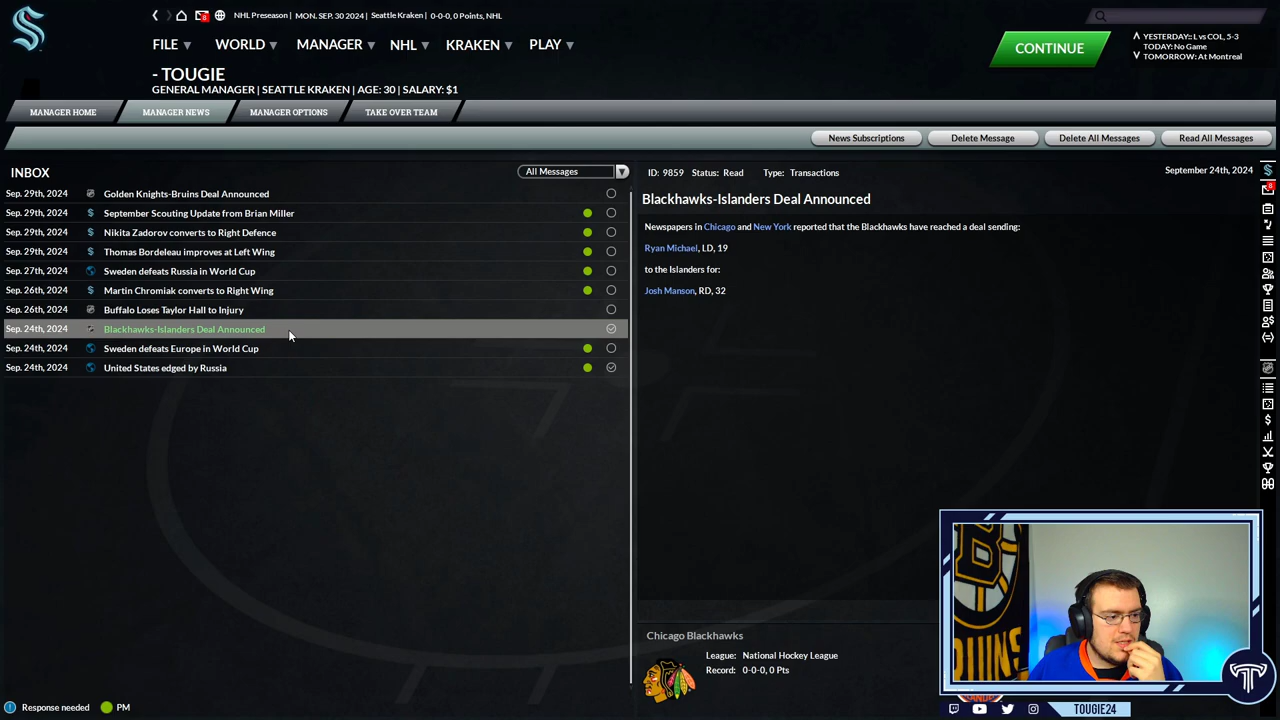 8 NHL Preseason | MON. SEP. 30 2024 | Seattle Kraken | 0-0-0, 0 Points, NHL
FILE WORLD MANAGER NHL KRAKEN PLAY
CONTINUE
YESTERDAY:: L vs COL, 5-3
TODAY: No Game
TOMORROW: At Montreal
- TOUGIE
GENERAL MANAGER | SEATTLE KRAKEN | AGE: 30 | SALARY: $1
MANAGER HOME MANAGER NEWS MANAGER OPTIONS TAKE OVER TEAM
News Subscriptions Delete Message Delete All Messages Read All Messages
INBOX All Messages
Sep. 29th, 2024 Golden Knights-Bruins Deal Announced
Sep. 29th, 2024 September Scouting Update from Brian Miller
Sep. 29th, 2024 Nikita Zadorov converts to Right Defence
Sep. 29th, 2024 Thomas Bordeleau improves at Left Wing
Sep. 27th, 2024 Sweden defeats Russia in World Cup
Sep. 26th, 2024 Martin Chromiak converts to Right Wing
Sep. 26th, 2024 Buffalo Loses Taylor Hall to Injury
Sep. 24th, 2024 Blackhawks-Islanders Deal Announced
Sep. 24th, 2024 Sweden defeats Europe in World Cup
Sep. 24th, 2024 United States edged by Russia
ID: 9859 Status: Read Type: Transactions September 24th, 2024
8
Blackhawks-Islanders Deal Announced
Newspapers in Chicago and New York reported that the Blackhawks have reached a deal sending:
Ryan Michael, LD, 19
to the Islanders for:
Josh Manson, RD, 32
Chicago Blackhawks
League: National Hockey League
Record: 0-0-0, 0 Pts
Response needed PM
B
UINS
TOUGIE24